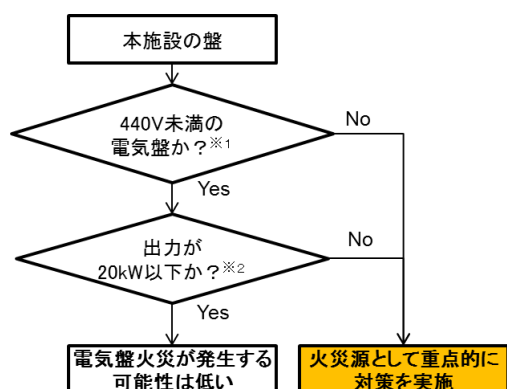 本施設の盤
440V未満の
電気盤か？※1
No
Yes
出力が
20kW以下か？※2
No
Yes
電気盤火災が発生する
可能性は低い
火災源として重点的に
対策を実施